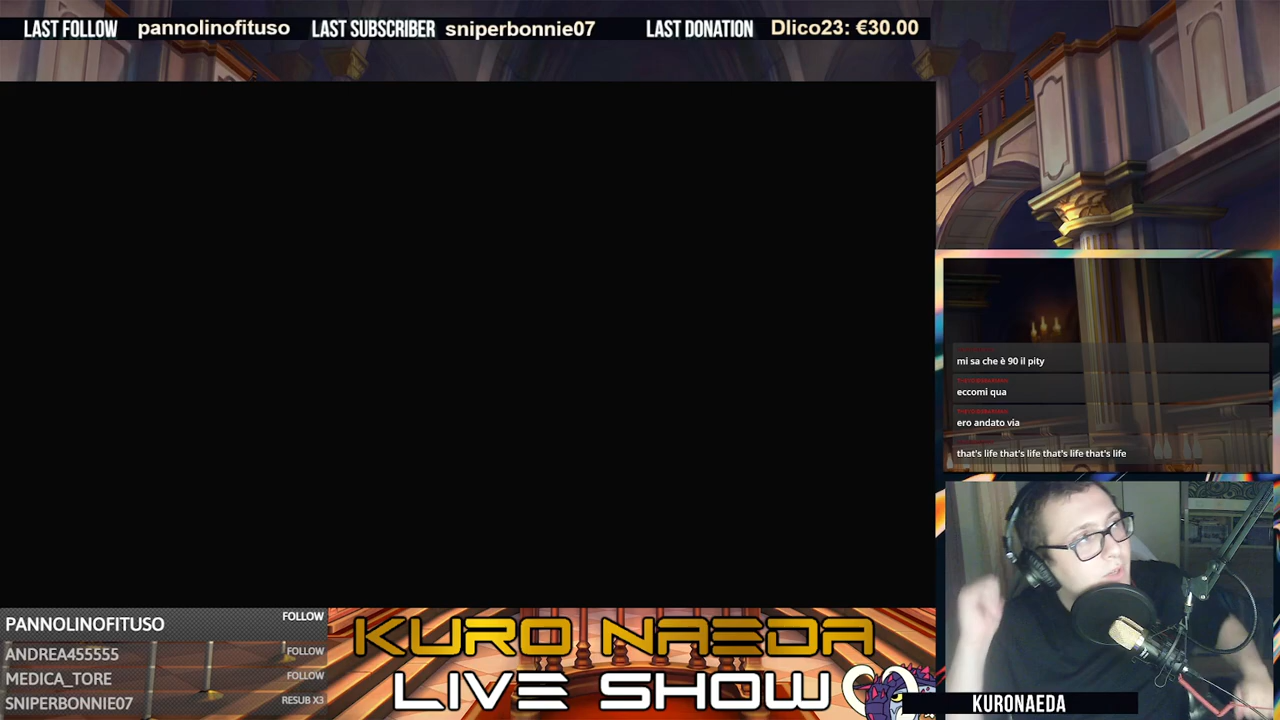 LAST FOLLOW pannolinofituso LAST SUBSCRIBER sniperbonnie07 LAST DONATION Dlico23: €30.00
mi sa che è 90 il pity
eccomi qua
ero andato via
that's life that's life that's life that's life
PANNOLINOFITUSO FOLLOW
ANDREA455555 FOLLOW
MEDICA_TORE FOLLOW
SNIPERBONNIE07 RESUB X3
KURO NAEDA
LIVE SHOW
KURONAEDA